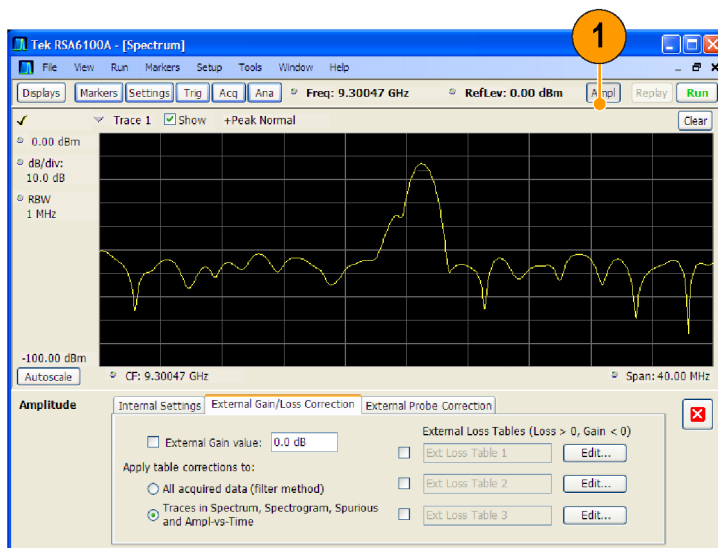 1
Tek RSA6100A - [Spectrum]
File View Run Markers Setup Tools Window Help
Displays Markers Settings Trig Acq Ana Freq: 9.30047 GHz RefLev: 0.00 dBm Ampl Replay Run
Trace 1 Show +Peak Normal Clear
0.00 dBm
dB/div:
10.0 dB
RBW
1 MHz
-100.00 dBm
Autoscale CF: 9.30047 GHz Span: 40.00 MHz
Amplitude Internal Settings External Gain/Loss Correction External Probe Correction
External Loss Tables (Loss > 0, Gain < 0)
External Gain value: 0.0 dB
Ext Loss Table 1 Edit...
Apply table corrections to:
All acquired data (filter method)
Ext Loss Table 2 Edit...
Traces in Spectrum, Spectrogram, Spurious
and Ampl-vs-Time
Ext Loss Table 3 Edit...